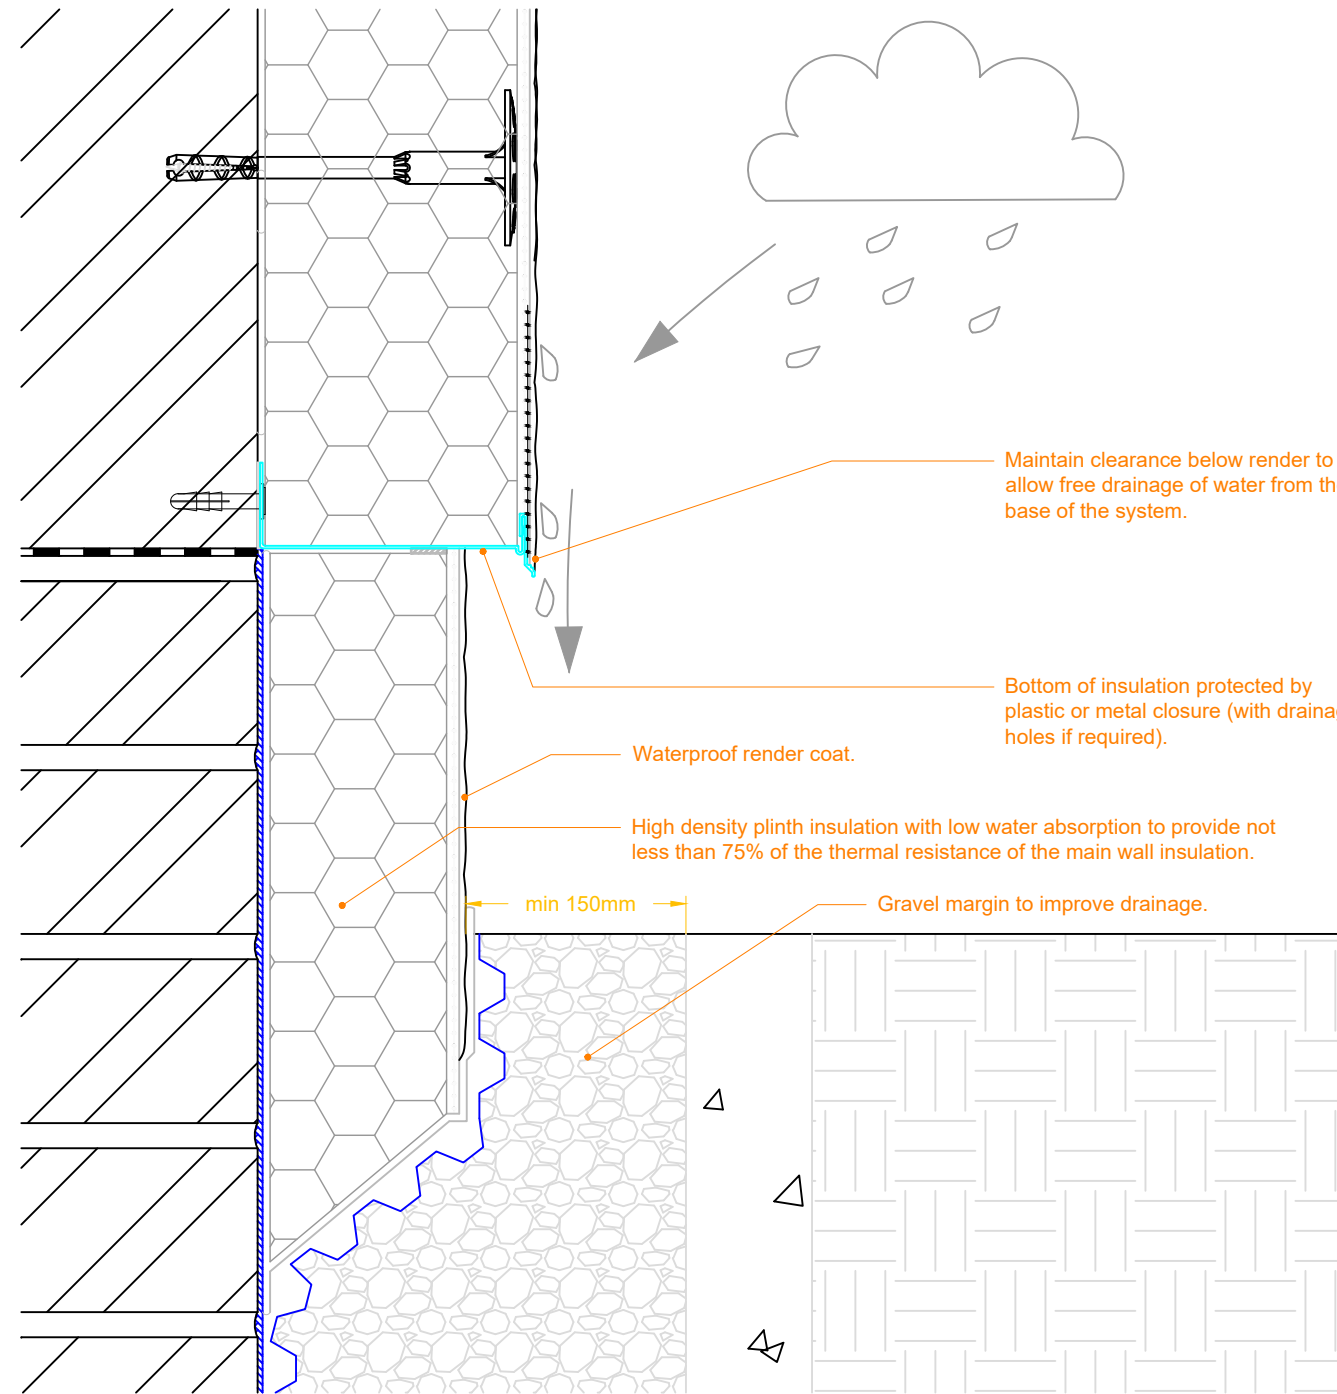 Maintain clearance below render to
allow free drainage of water from th
base of the system.
Bottom of insulation protected by
plastic or metal closure (with draina
holes if required).
Waterproof render coat.
High density plinth insulation with low water absorption to provide not
less than 75% of the thermal resistance of the main wall insulation.
min 150mm
Gravel margin to improve drainage.